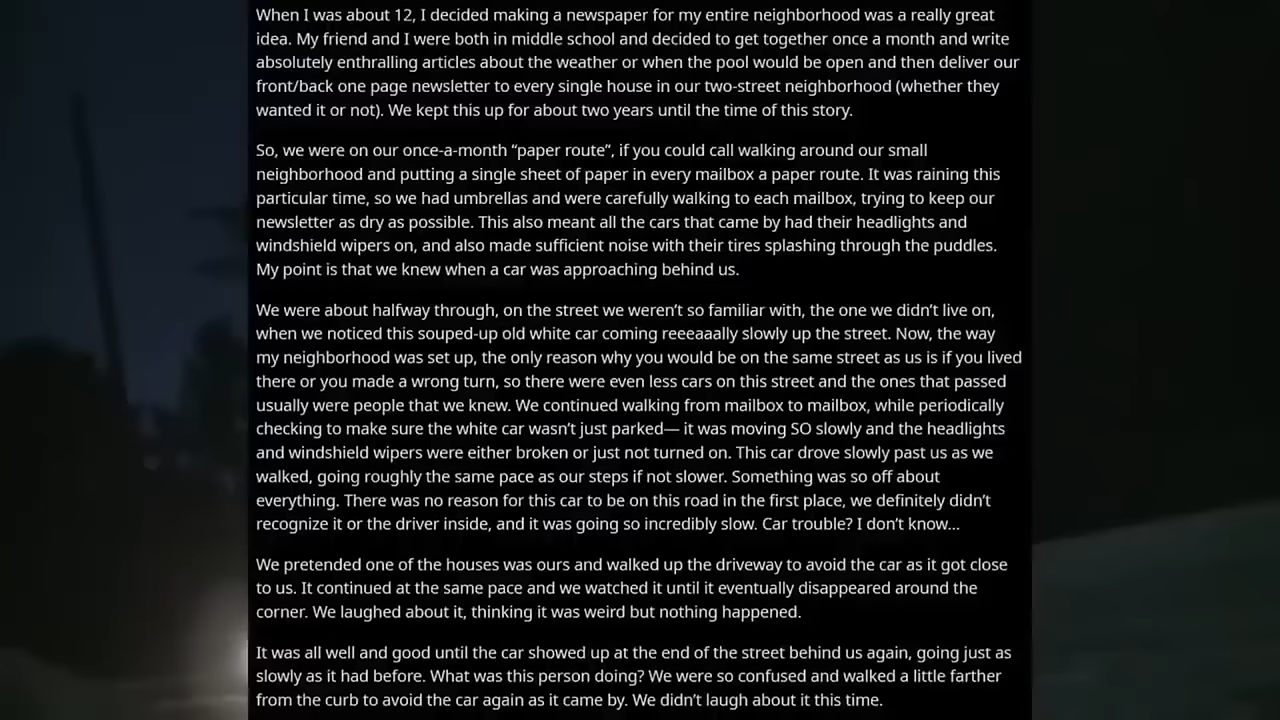 When I was about 12, I decided making a newspaper for my entire neighborhood was a really great
idea. My friend and I were both in middle school and decided to get together once a month and write
absolutely enthralling articles about the weather or when the pool would be open and then deliver our
front/back one page newsletter to every single house in our two-street neighborhood (whether they
wanted it or not). We kept this up for about two years until the time of this story.
So, we were on our once-a-month “paper route”, if you could call walking around our small
neighborhood and putting a single sheet of paper in every mailbox a paper route. It was raining this
particular time, so we had umbrellas and were carefully walking to each mailbox, trying to keep our
newsletter as dry as possible. This also meant all the cars that came by had their headlights and
windshield wipers on, and also made sufficient noise with their tires splashing through the puddles.
My point is that we knew when a car was approaching behind us.
We were about halfway through, on the street we weren’t so familiar with, the one we didn’t live on,
when we noticed this souped-up old white car coming reeeaaally slowly up the street. Now, the way
my neighborhood was set up, the only reason why you would be on the same street as us is if you lived
there or you made a wrong turn, so there were even less cars on this street and the ones that passed
usually were people that we knew. We continued walking from mailbox to mailbox, while periodically
checking to make sure the white car wasn’t just parked— it was moving SO slowly and the headlights
and windshield wipers were either broken or just not turned on. This car drove slowly past us as we
walked, going roughly the same pace as our steps if not slower. Something was so off about
everything. There was no reason for this car to be on this road in the first place, we definitely didn’t
recognize it or the driver inside, and it was going so incredibly slow. Car trouble? I don’t know…
We pretended one of the houses was ours and walked up the driveway to avoid the car as it got close
to us. It continued at the same pace and we watched it until it eventually disappeared around the
corner. We laughed about it, thinking it was weird but nothing happened.
It was all well and good until the car showed up at the end of the street behind us again, going just as
slowly as it had before. What was this person doing? We were so confused and walked a little farther
from the curb to avoid the car again as it came by. We didn’t laugh about it this time.